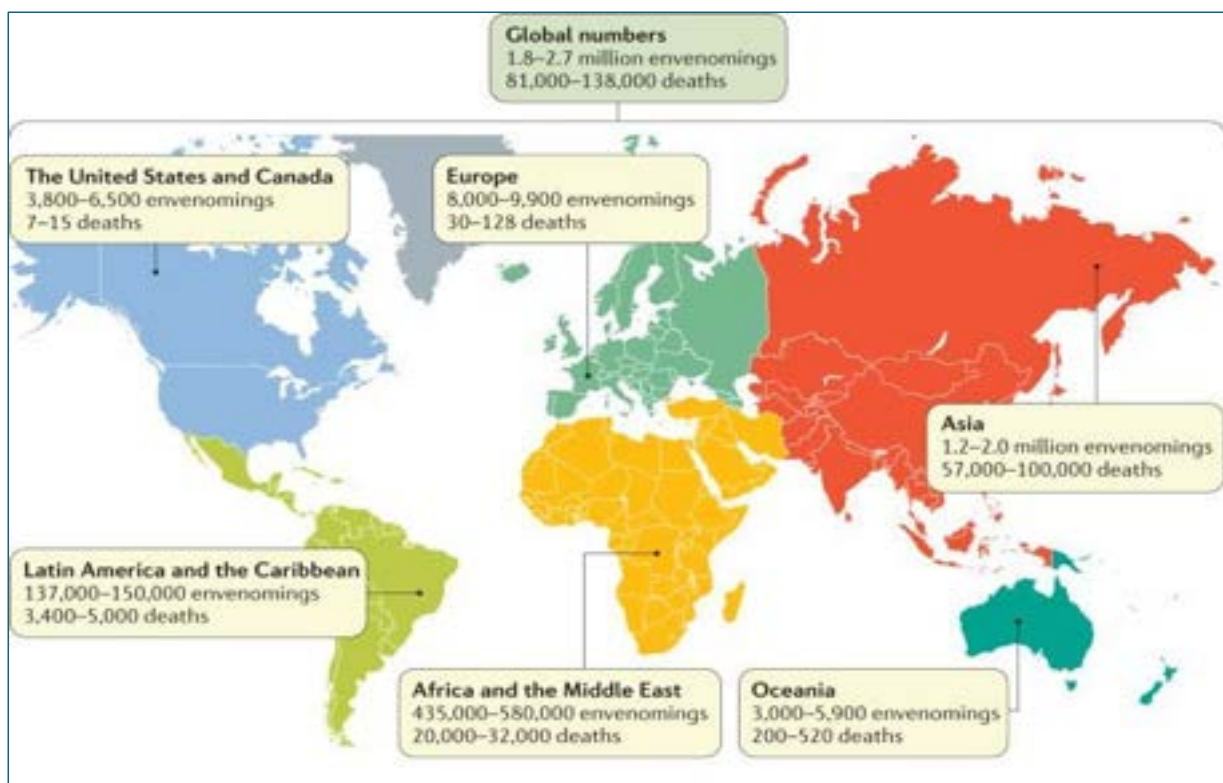 Global numbers
1.8–2.7 million envenomings
81,000–138,000 deaths
The United States and Canada
3,800–6,500 envenomings
7–15 deaths
Europe
8,000–9,900 envenomings
30–128 deaths
Asia
1.2–2.0 million envenomings
57,000–100,000 deaths
Latin America and the Caribbean
137,000–150,000 envenomings
3,400–5,000 deaths
Africa and the Middle East
435,000–580,000 envenomings
20,000–32,000 deaths
Oceania
3,000–5,900 envenomings
200–520 deaths